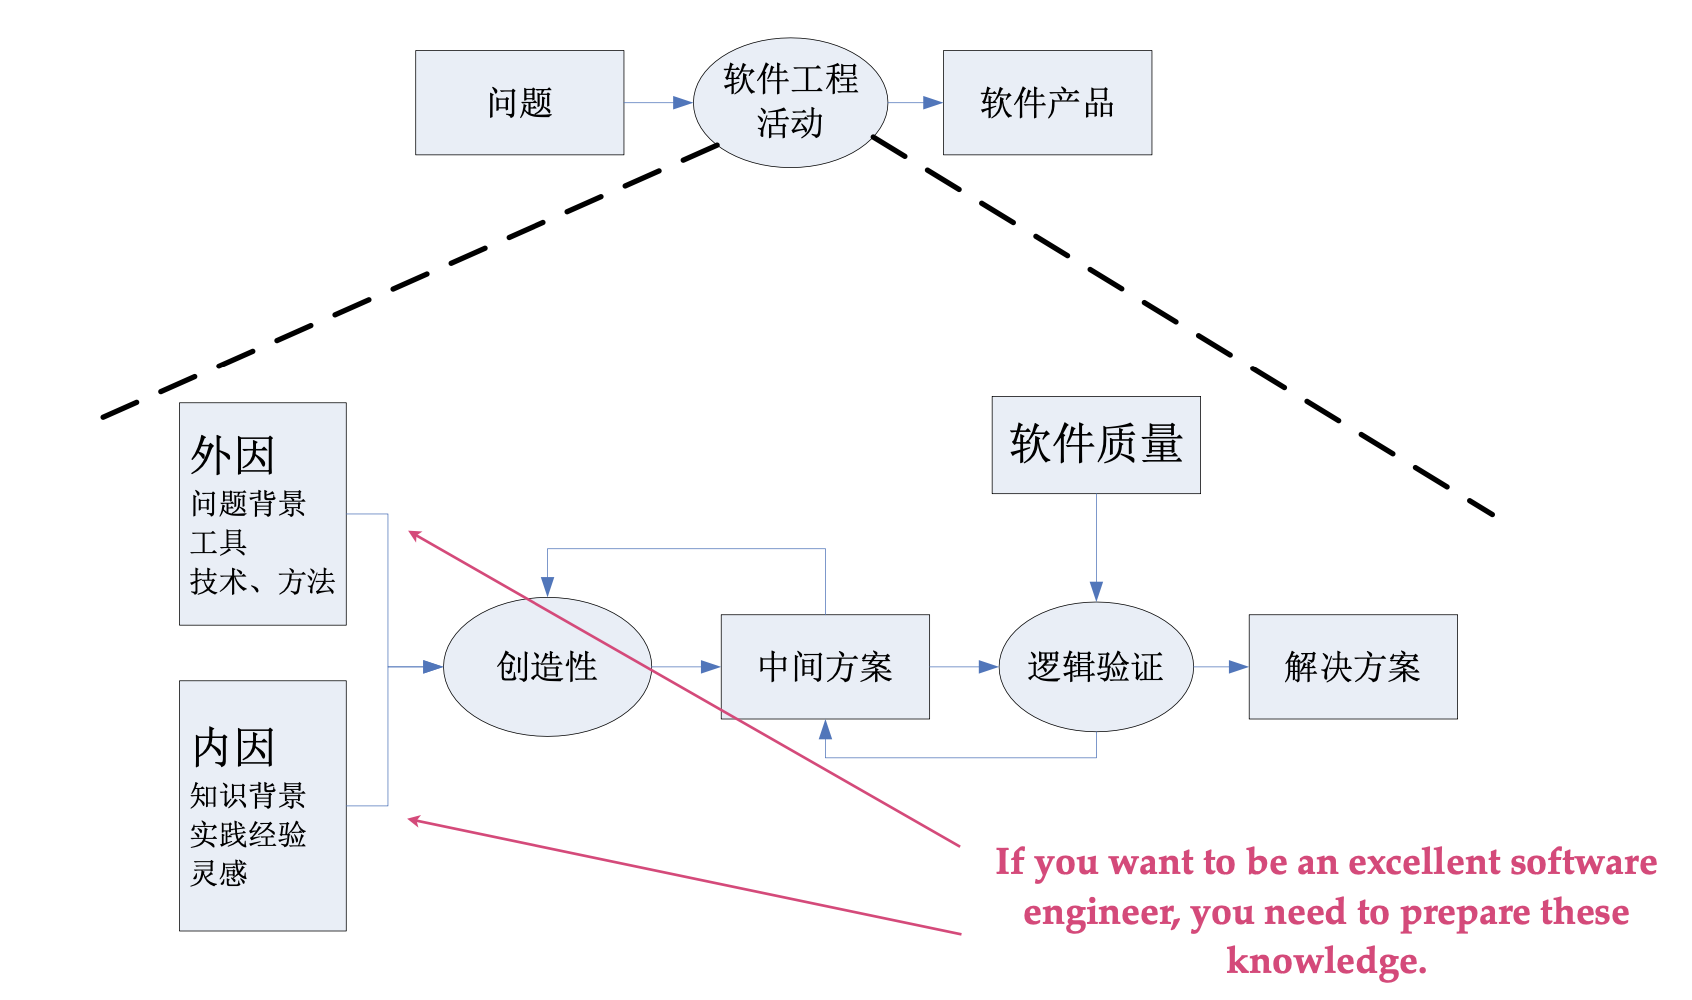 问题
软件工程
活动
软件产品
外因
问题背景
工具
技术、方法
软件质量
创造性
中间方案
逻辑验证
解决方案
内因
知识背景
实践经验
灵感
If you want to be an excellent software
engineer, you need to prepare these
knowledge.